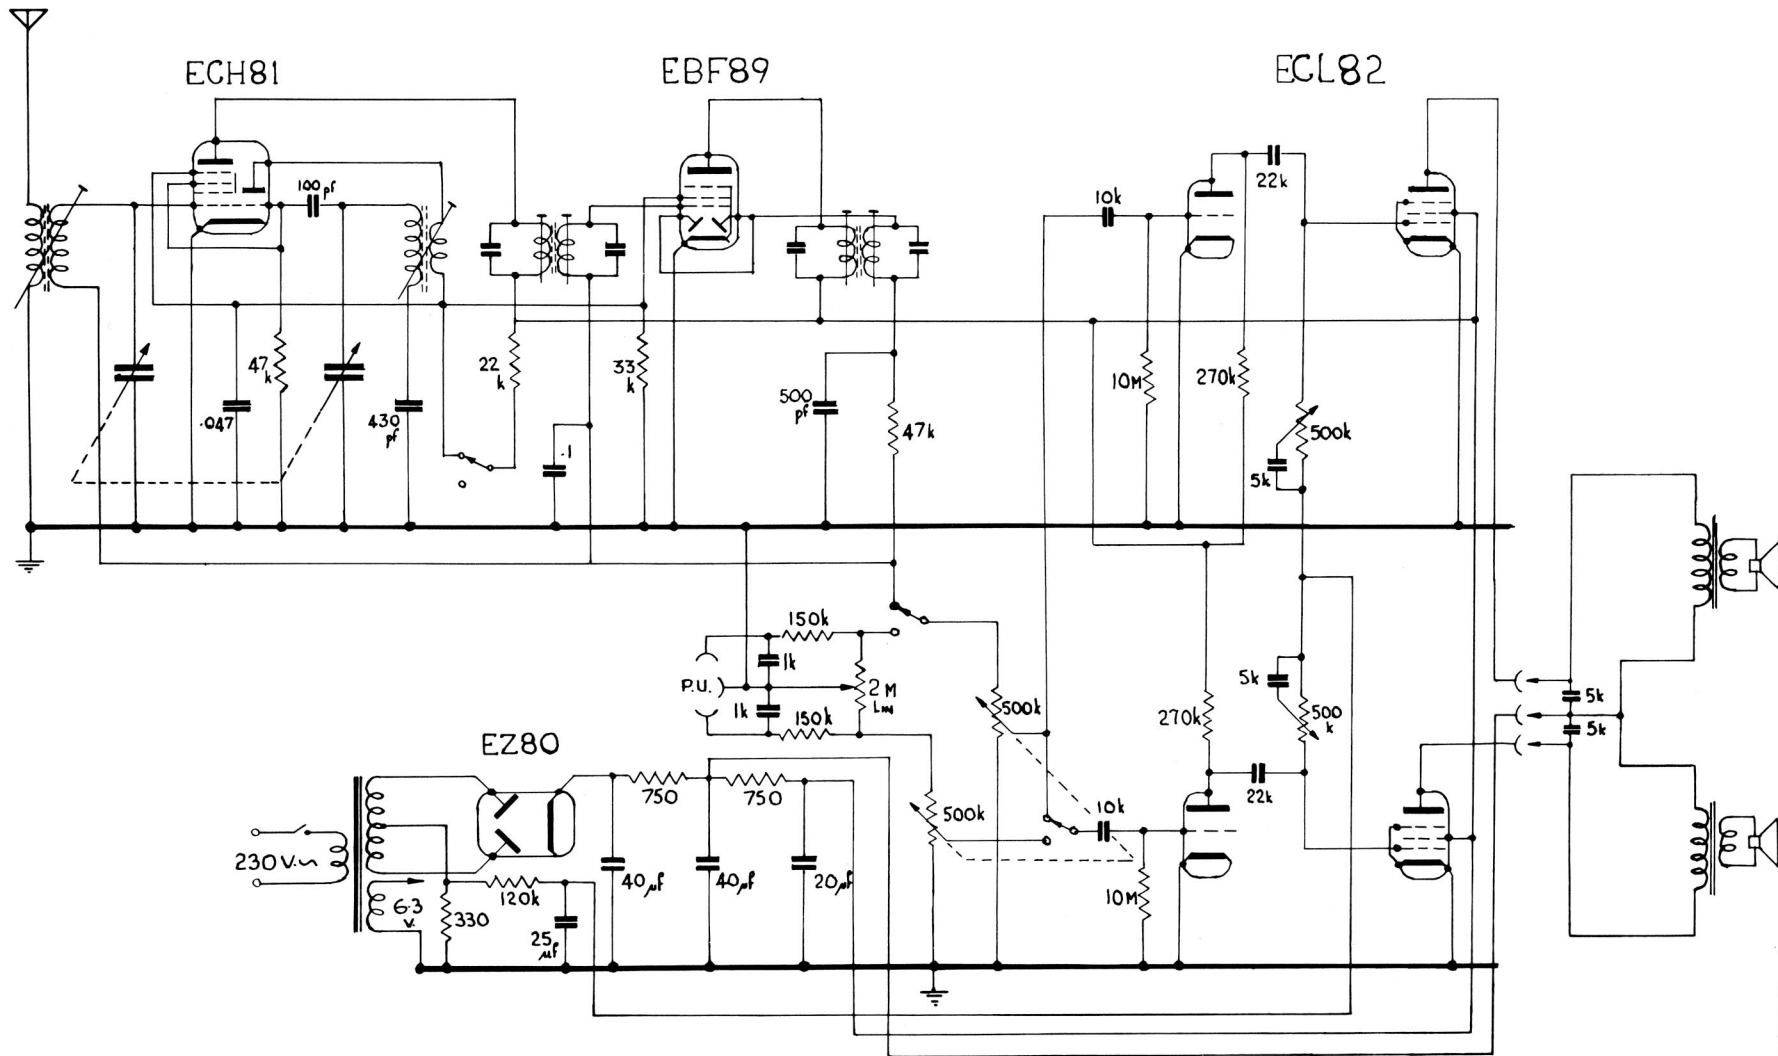 ECH81
EBF89
ECL82
100 pf
22k
10k
47
k
.047
430
pf
22
k
.1
33
k
500
pf
47k
10M
270k
500k
5k
150k
1k
P.U.
2 M
LIN
1k
150k
500k
270k
5k
500
k
5k
5k
EZ80
750
750
500k
10k
22k
230 V.~
6.3
V.
330
120k
25
µf
40 µf
40 µf
20 µf
10M